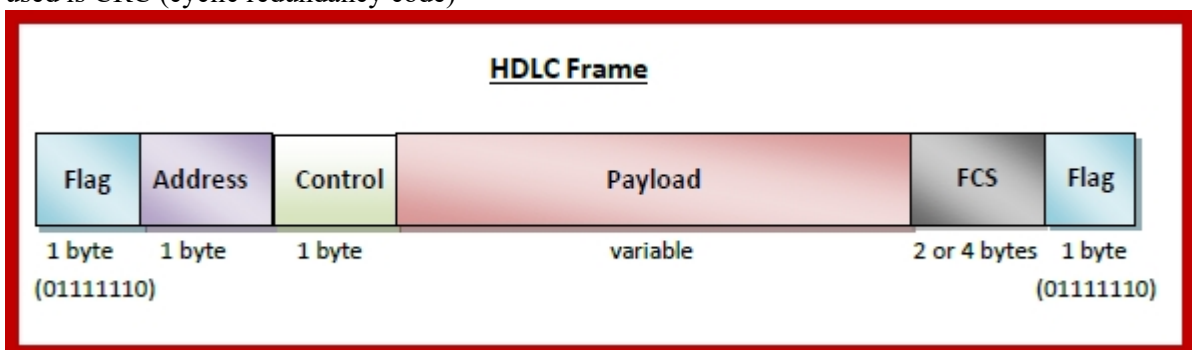 used is CRC (cyclic redundancy code)
HDLC Frame
Flag Address Control Payload FCS Flag
1 byte 1 byte 1 byte variable 2 or 4 bytes 1 byte
(01111110) (01111110)